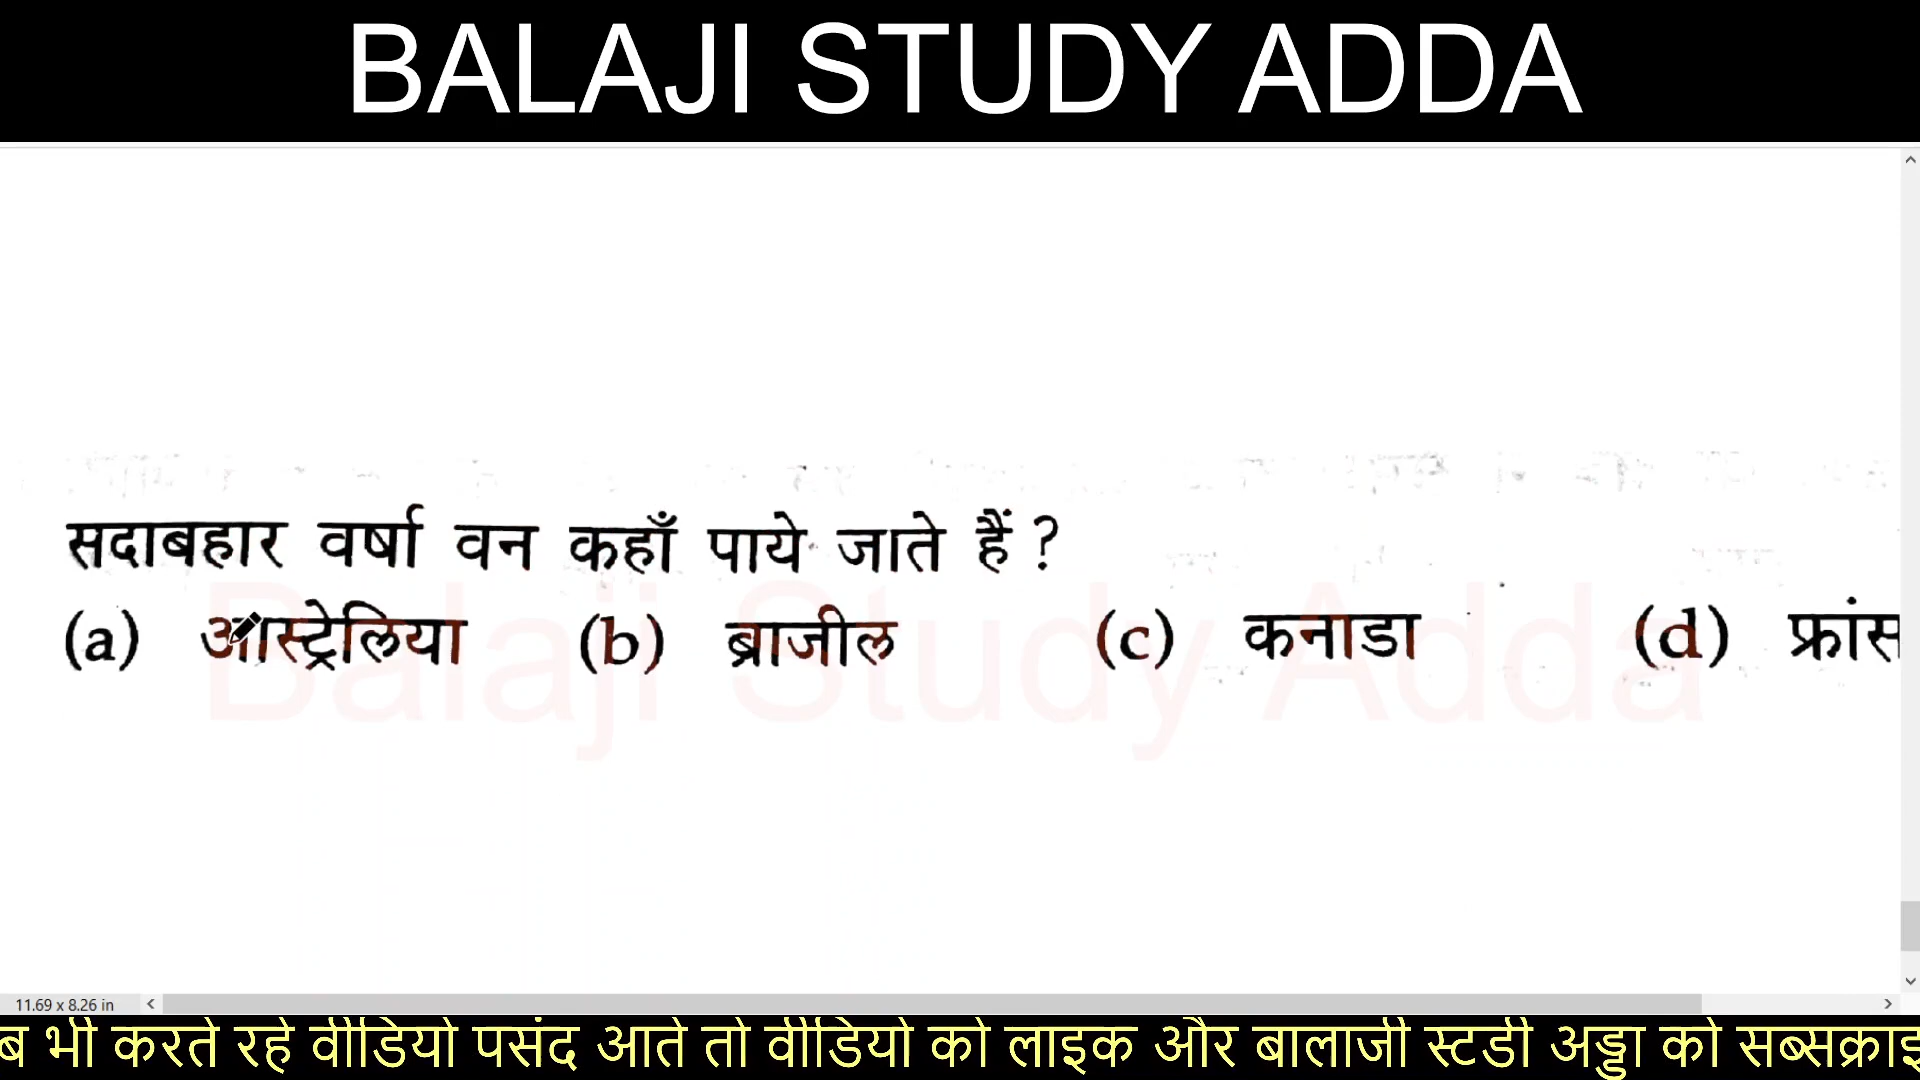 BALAJI STUDY ADDA
सदाबहार वर्षा वन कहाँ पाये जाते हैं ?
(a) आस्ट्रेलिया (b) ब्राजील (c) कनाडा (d) फ्रांस
Balaji Study Adda
11.69 x 8.26 in
ब भी करते रहे वीडियो पसंद आते तो वीडियो को लाइक और बालाजी स्टडी अड्डा को सब्सक्राइ